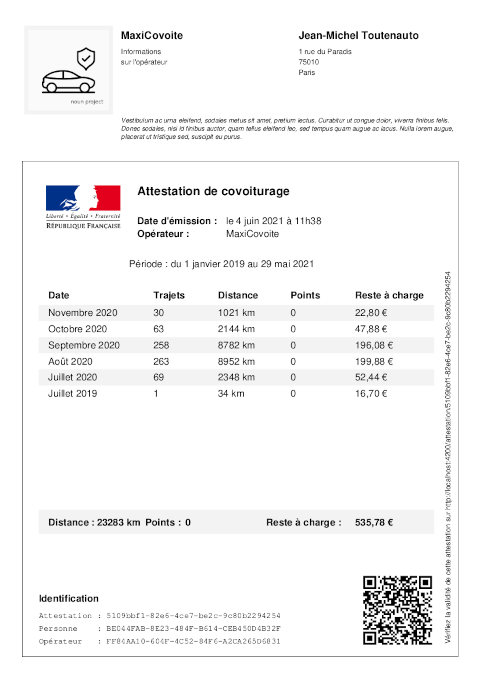 MaxiCovoite
Informations
sur l'opérateur
Jean-Michel Toutenauto
1 rue du Paradis
75010
Paris
noun project
Vestibulum ac urna eleifend, sodales metus sit amet, pretium lectus. Curabitur ut congue dolor, viverra finibus felis.
Donec sodales, nisl id finibus auctor, quam tellus eleifend leo, sed tempus quam augue ac lacus. Nulla lorem augue,
placerat ut tristique sed, suscipit eu purus.
Liberté • Égalité • Fraternité
RÉPUBLIQUE FRANÇAISE
Attestation de covoiturage
Date d'émission : le 4 juin 2021 à 11h38
Opérateur : MaxiCovoite
Période : du 1 janvier 2019 au 29 mai 2021
Date Trajets Distance Points Reste à charge
Novembre 2020 30 1021 km 0 22,80 €
Octobre 2020 63 2144 km 0 47,88 €
Septembre 2020 258 8782 km 0 196,08 €
Août 2020 263 8952 km 0 199,88 €
Juillet 2020 69 2348 km 0 52,44 €
Juillet 2019 1 34 km 0 16,70 €
Distance : 23283 km Points : 0 Reste à charge : 535,78 €
Identification
Attestation : 5109bbf1-82e6-4ce7-be2c-9c80b2294254
Personne : BE044FAB-8E23-484F-B614-CEB450D4B32F
Opérateur : FF84AA10-604F-4C52-84F6-A2CA265D6831
Vérifiez la validité de cette attestation sur http://localhost:4200/attestation/5109bbf1-82e6-4ce7-be2c-9c80b2294254